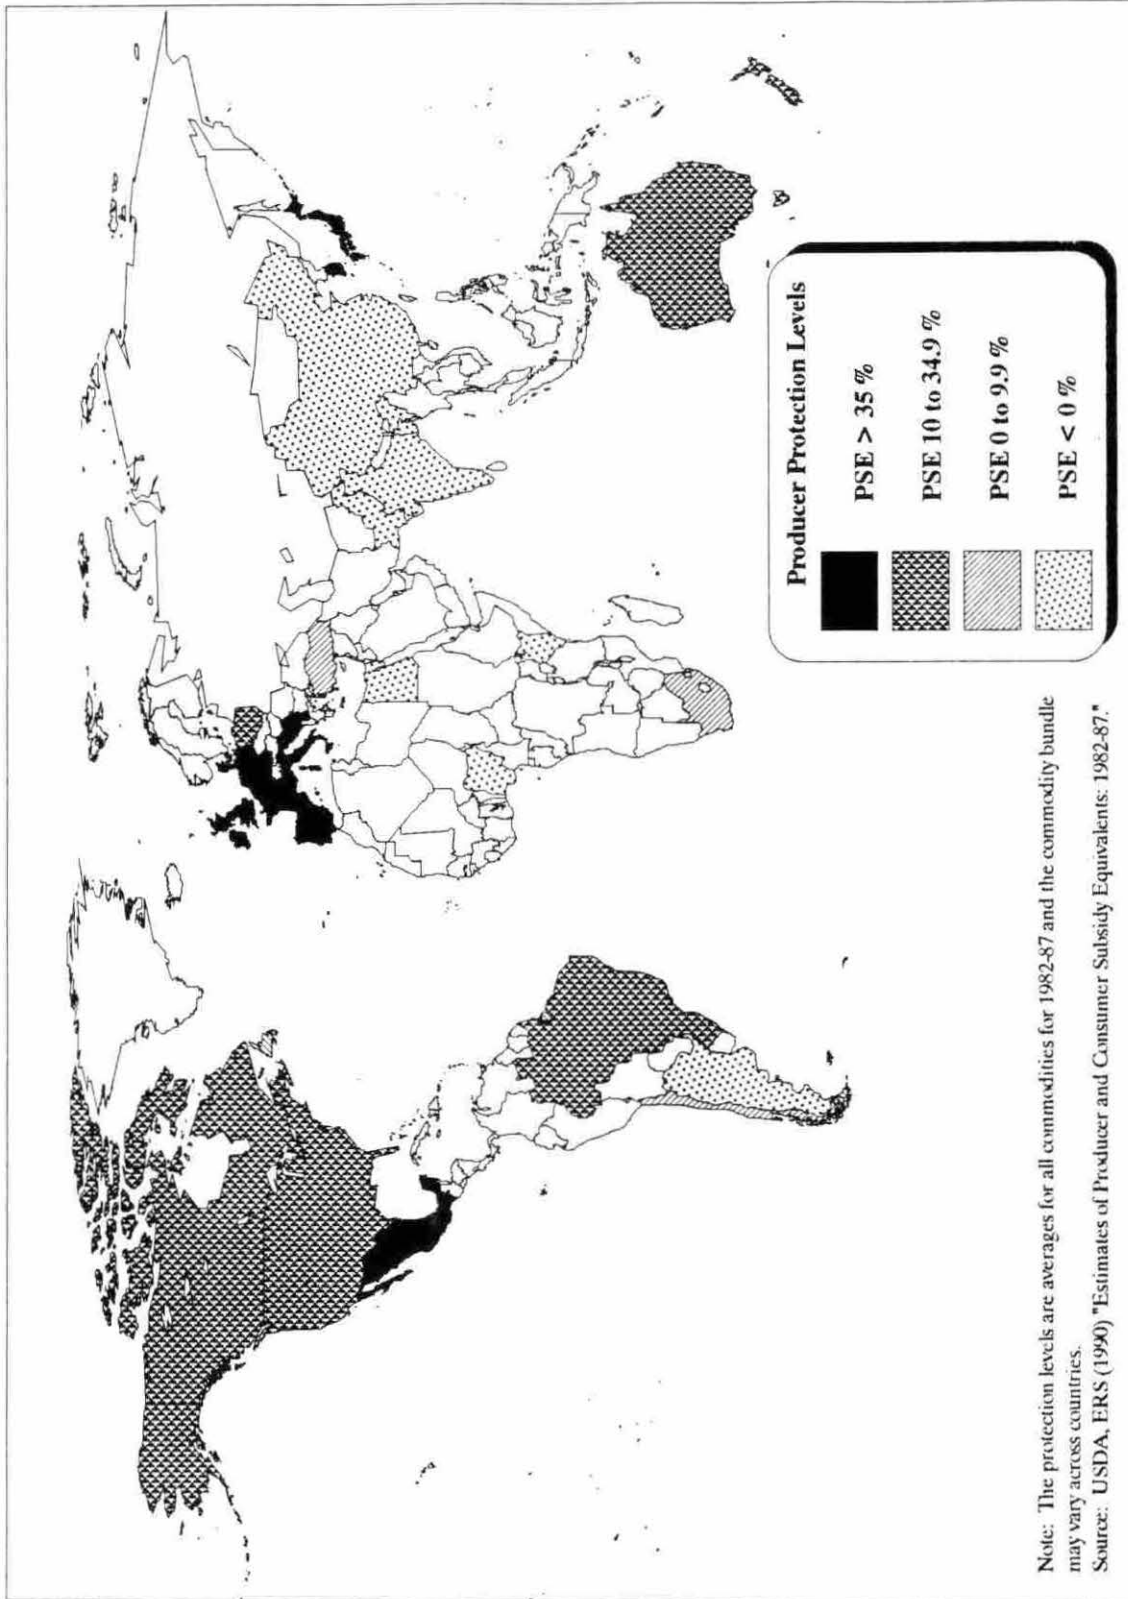 Producer Protection Levels
PSE > 35 %
PSE 10 to 34.9 %
PSE 0 to 9.9 %
PSE < 0 %
Note: The protection levels are averages for all commodities for 1982-87 and the commodity bundle
may vary across countries.
Source: USDA, ERS (1990) "Estimates of Producer and Consumer Subsidy Equivalents: 1982-87."